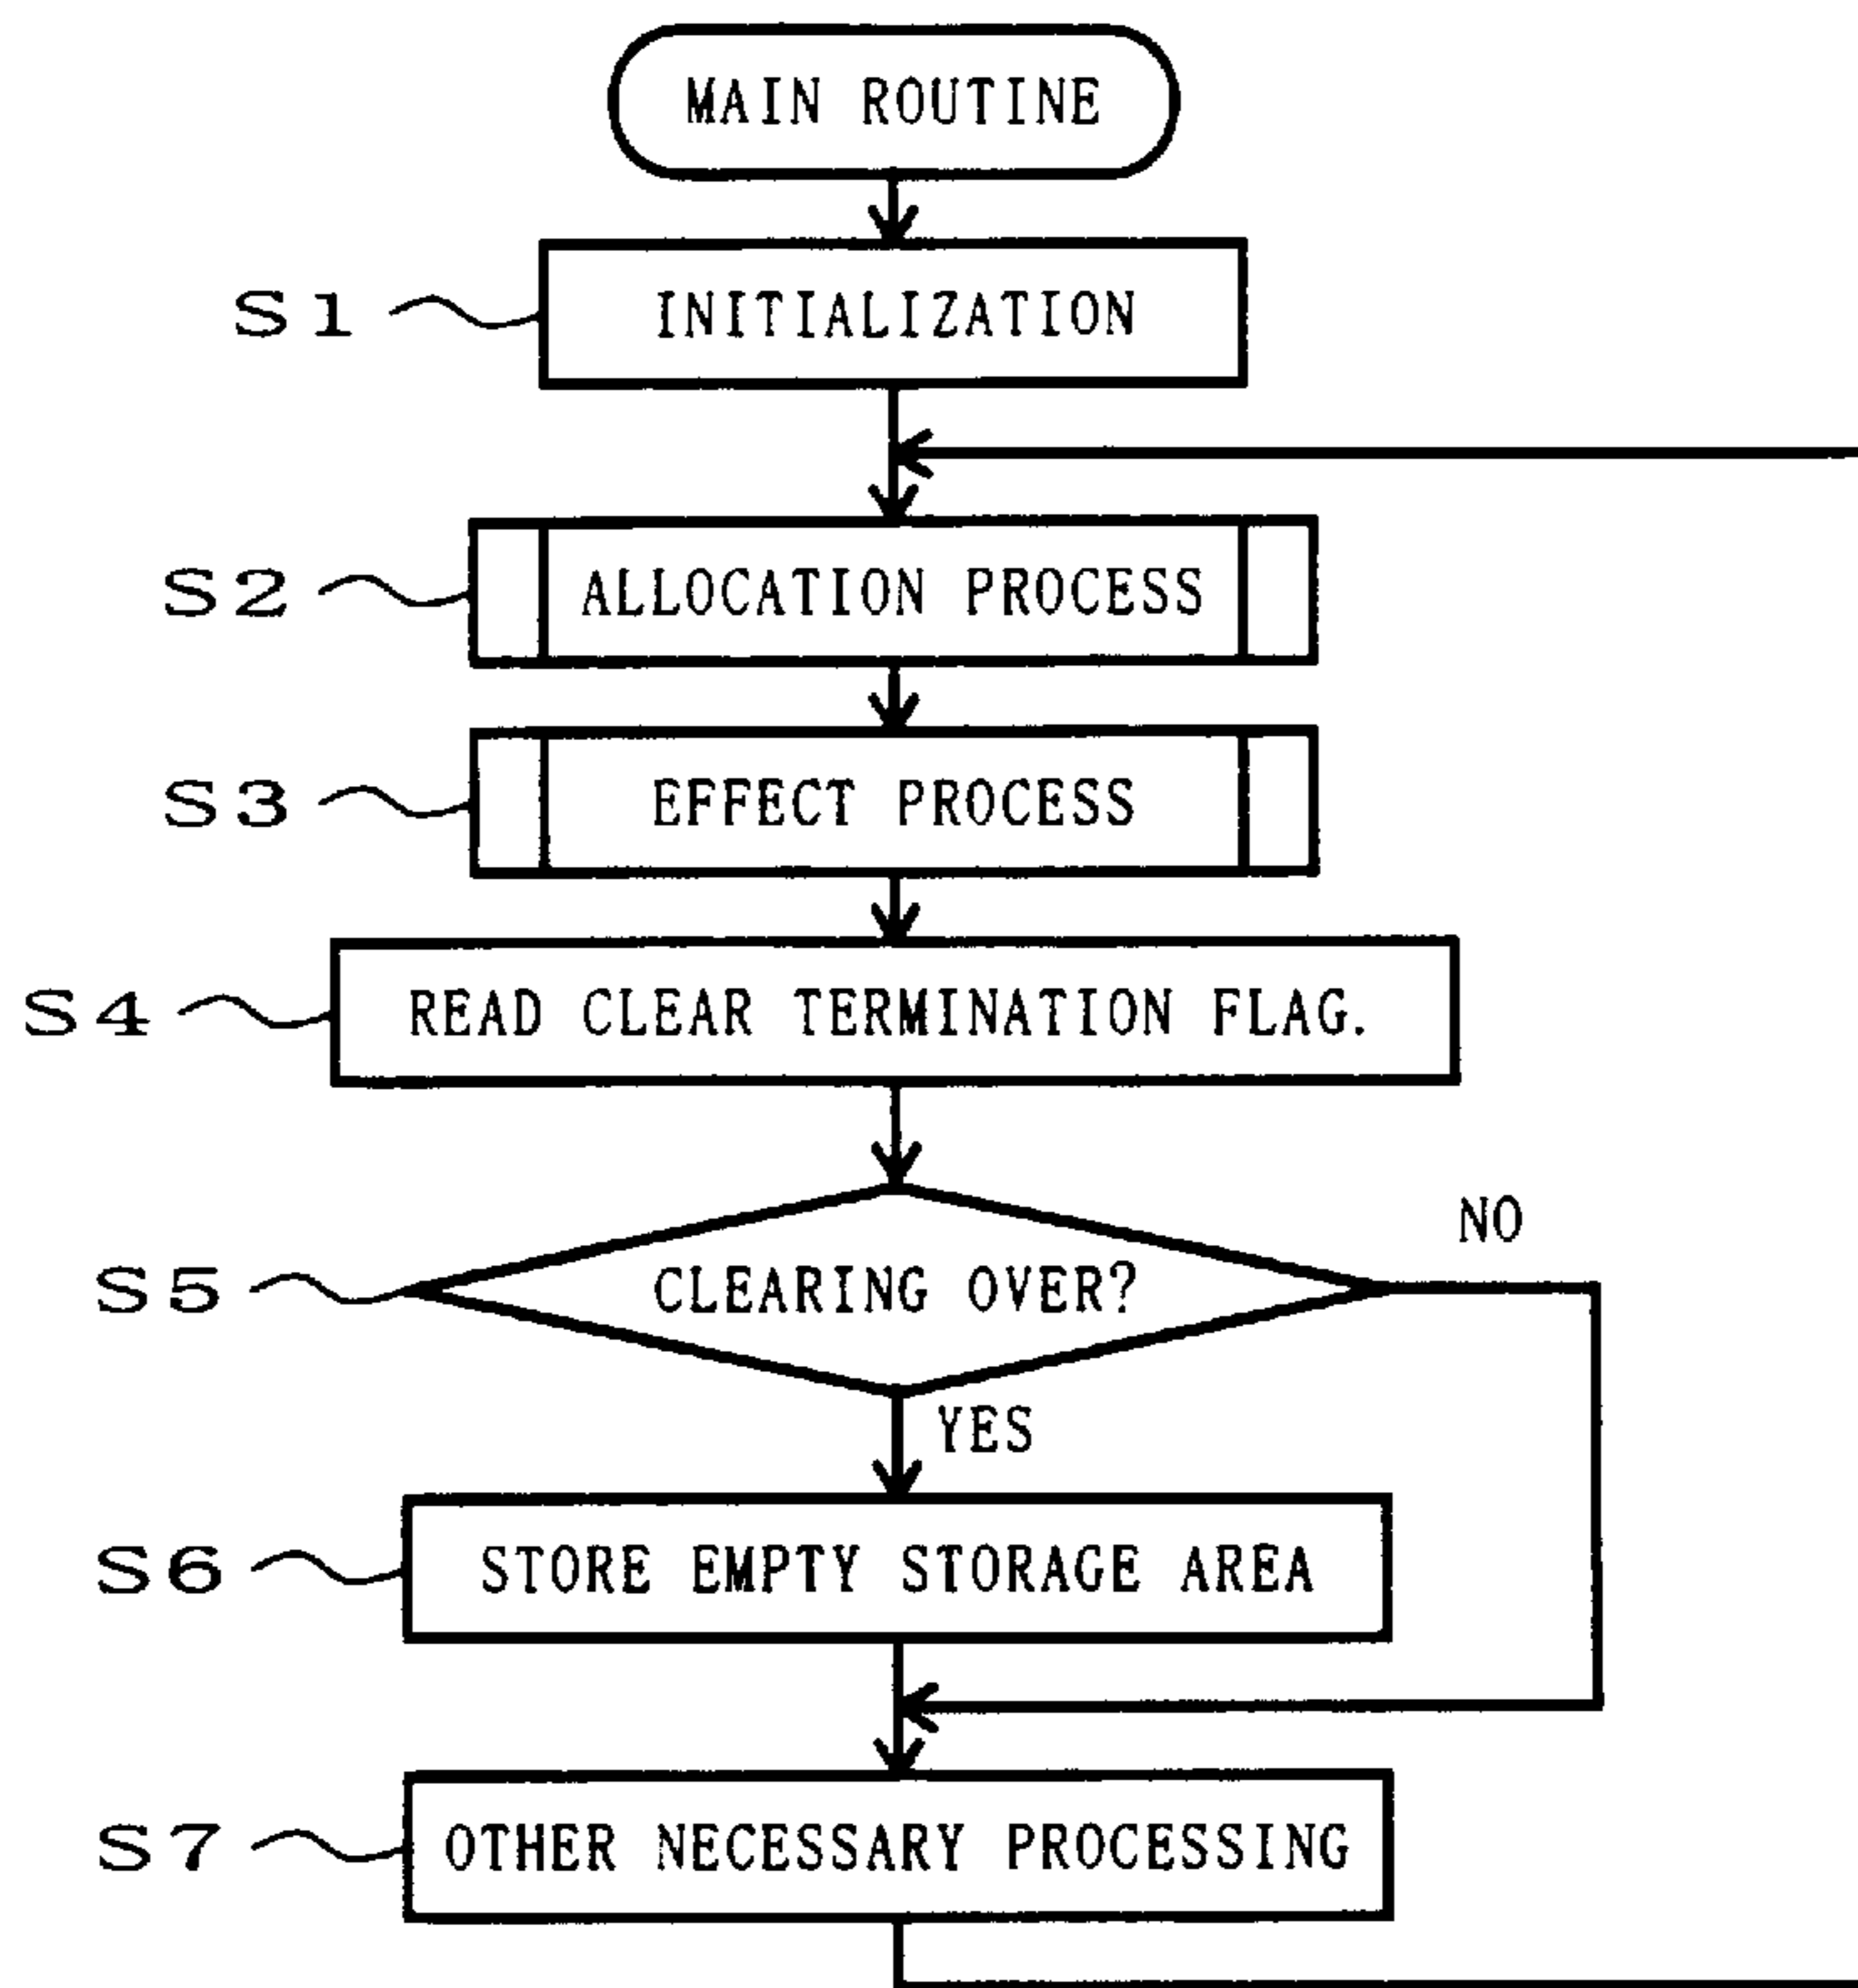 MAIN ROUTINE
S1 INITIALIZATION
S2 ALLOCATION PROCESS
S3 EFFECT PROCESS
S4 READ CLEAR TERMINATION FLAG.
NO
S5 CLEARING OVER?
YES
S6 STORE EMPTY STORAGE AREA
S7 OTHER NECESSARY PROCESSING